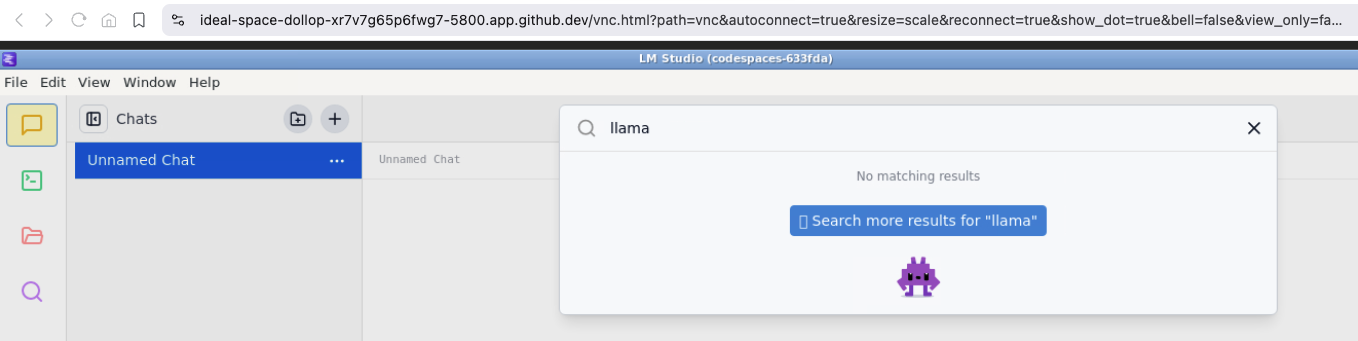 ideal-space-dollop-xr7v7g65p6fwg7-5800.app.github.dev/vnc.html?path=vnc&autoconnect=true&resize=scale&reconnect=true&show_dot=true&bell=false&view_only=fa...
LM Studio (codespaces-633fda)
File Edit View Window Help
Chats
llama
Unnamed Chat ...
Unnamed Chat
No matching results
Search more results for "llama"